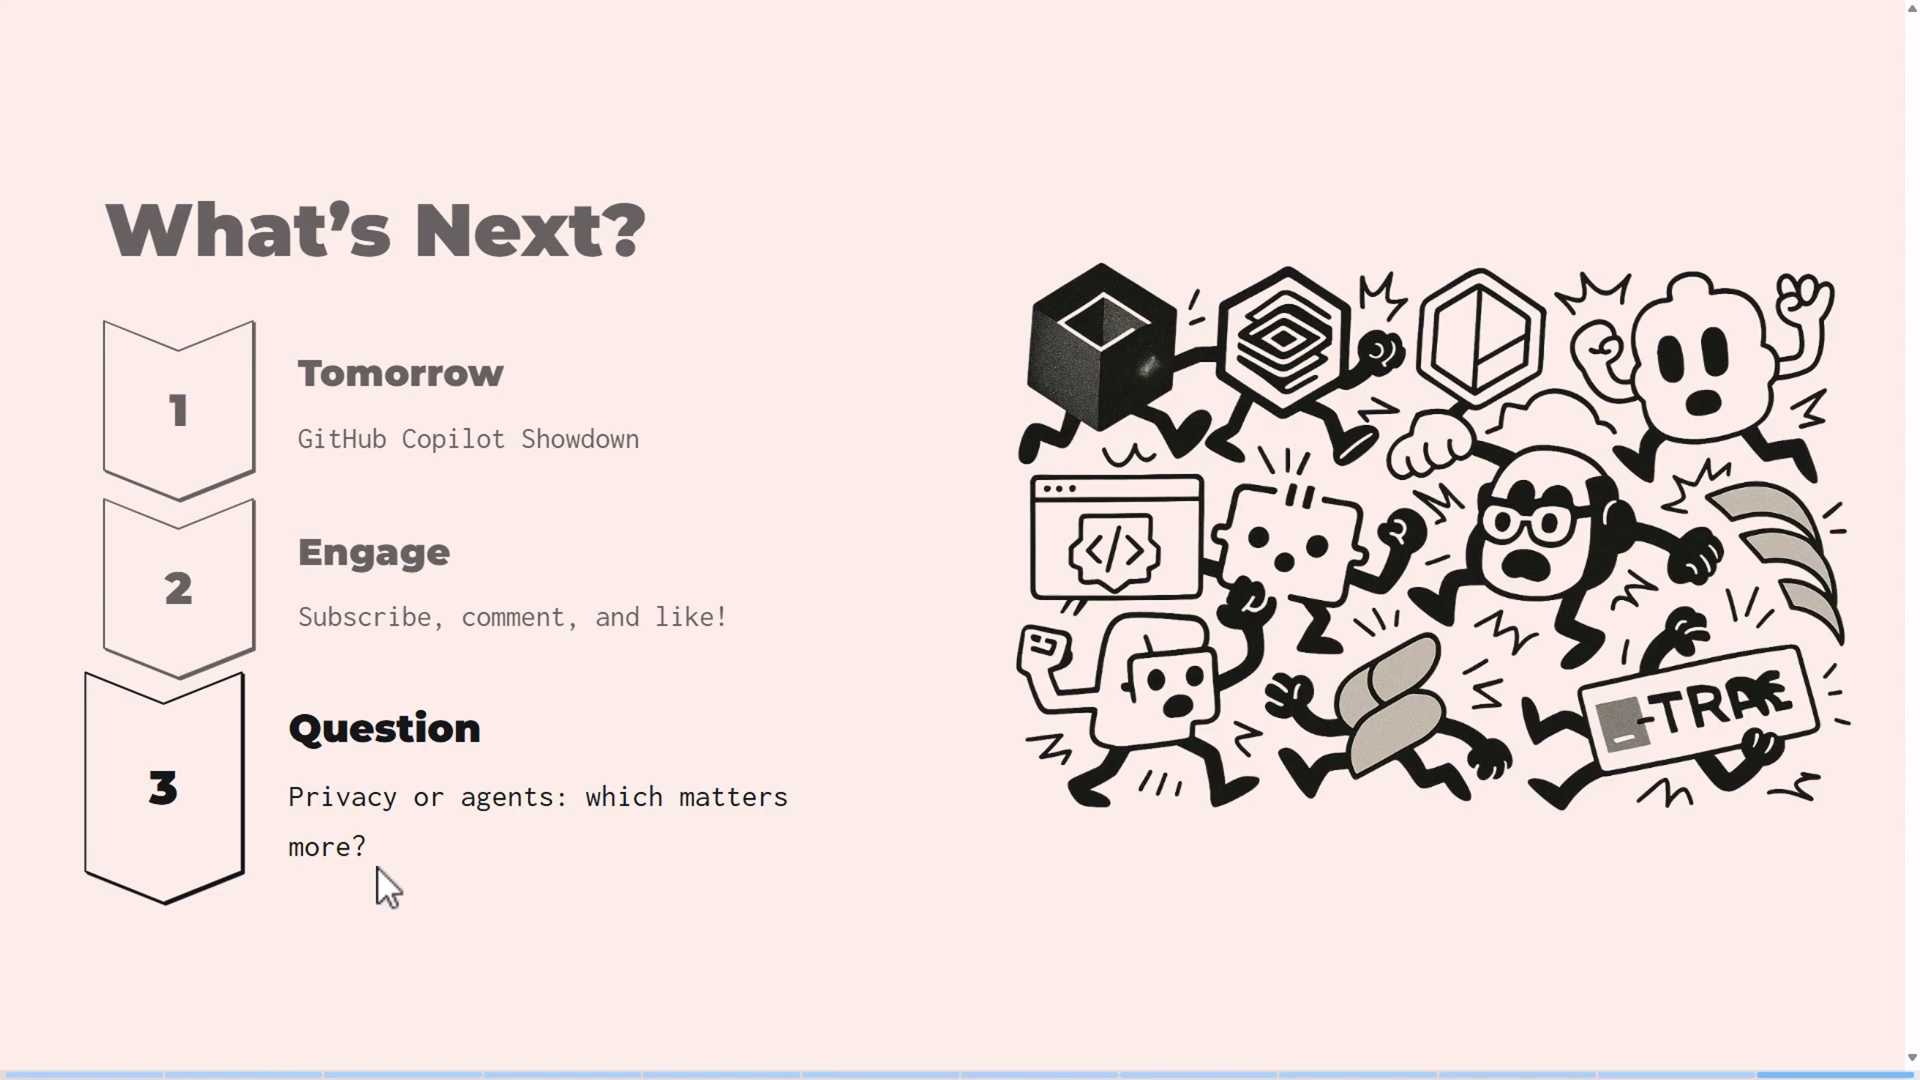 What's Next?
1
Tomorrow
GitHub Copilot Showdown
2
Engage
Subscribe, comment, and like!
3
Question
Privacy or agents: which matters
more?
</>
TRAE